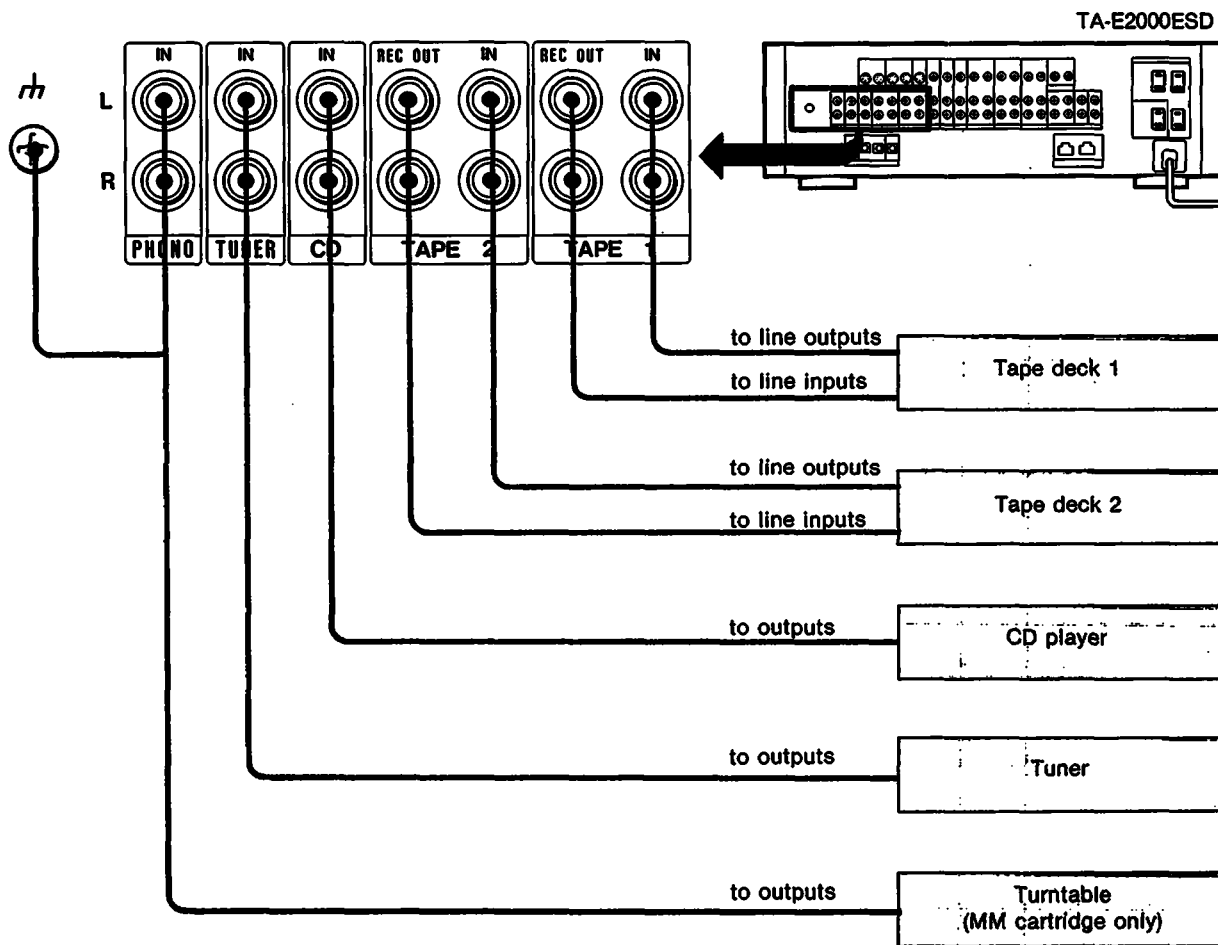 TA-E2000ESD
IN IN IN REC OUT IN REC OUT IN
L
R
PHONO TUNER CD TAPE 2 TAPE 1
to line outputs
Tape deck 1
to line inputs
to line outputs
Tape deck 2
to line inputs
to outputs
CD player
to outputs
Tuner
to outputs
Turntable
(MM cartridge only)